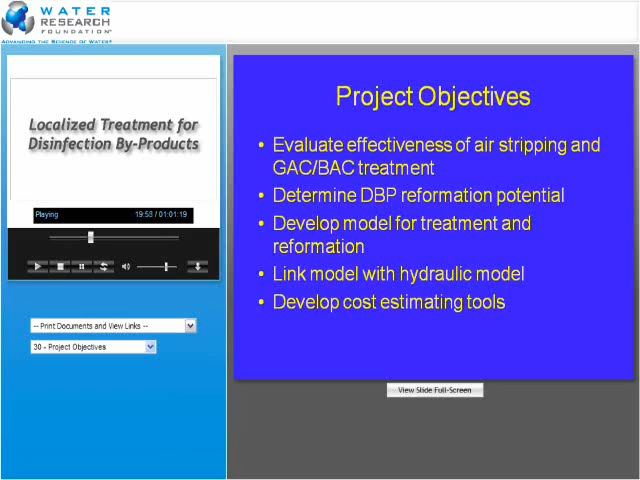 WATER
RESEARCH
FOUNDATION™
ADVANCING THE SCIENCE OF WATER®
Localized Treatment for
Disinfection By-Products
Playing 19:53 / 01:01:19
-- Print Documents and View Links --
30 - Project Objectives
Project Objectives
• Evaluate effectiveness of air stripping and
GAC/BAC treatment
• Determine DBP reformation potential
• Develop model for treatment and
reformation
• Link model with hydraulic model
• Develop cost estimating tools
View Slide Full-Screen